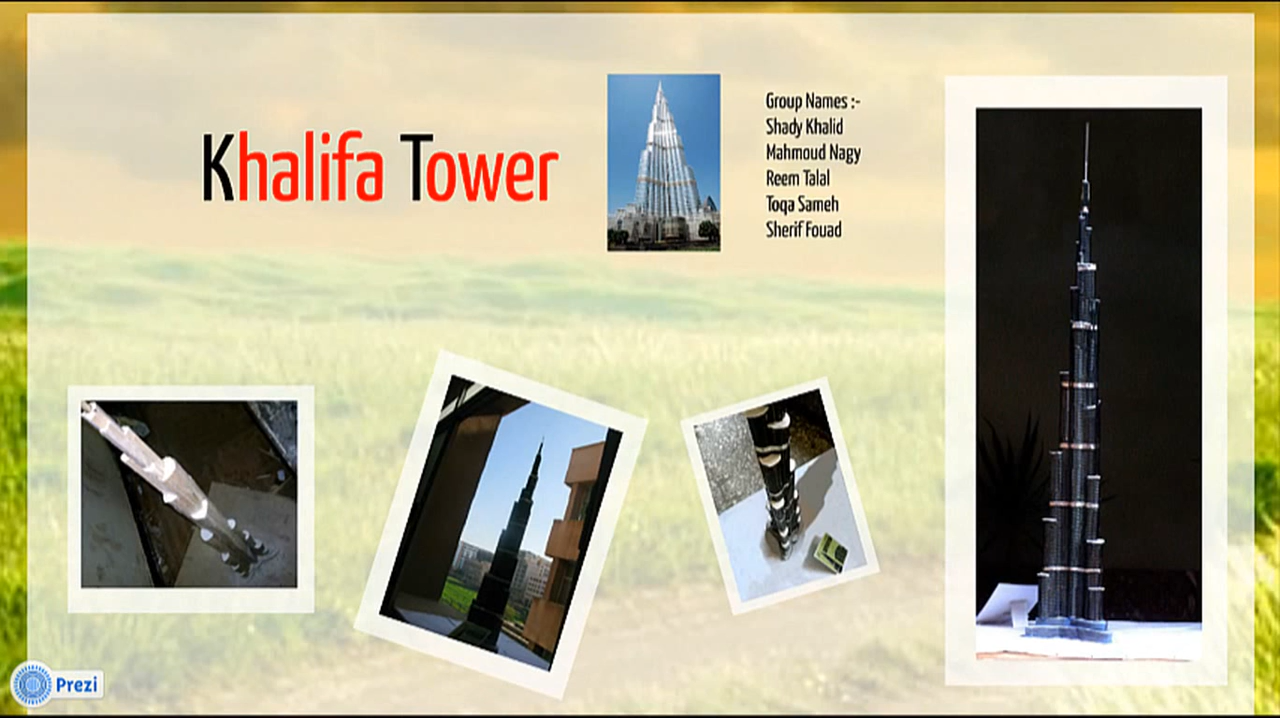 Khalifa Tower
Group Names :-
Shady Khalid
Mahmoud Nagy
Reem Talal
Toqa Sameh
Sherif Fouad
Prezi